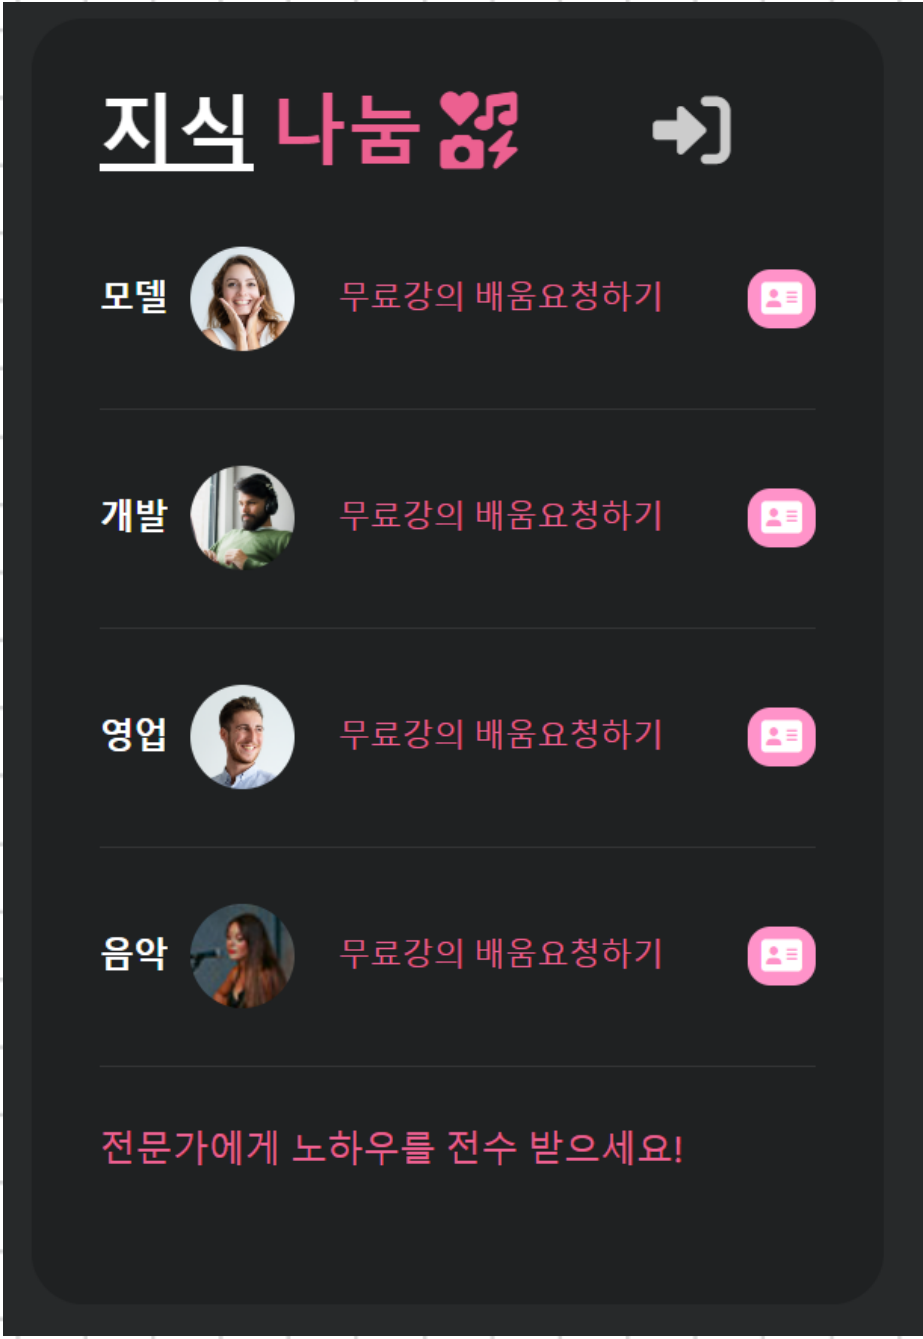 지식 나눔
모델 무료강의 배움요청하기
개발 무료강의 배움요청하기
영업 무료강의 배움요청하기
음악 무료강의 배움요청하기
전문가에게 노하우를 전수 받으세요!